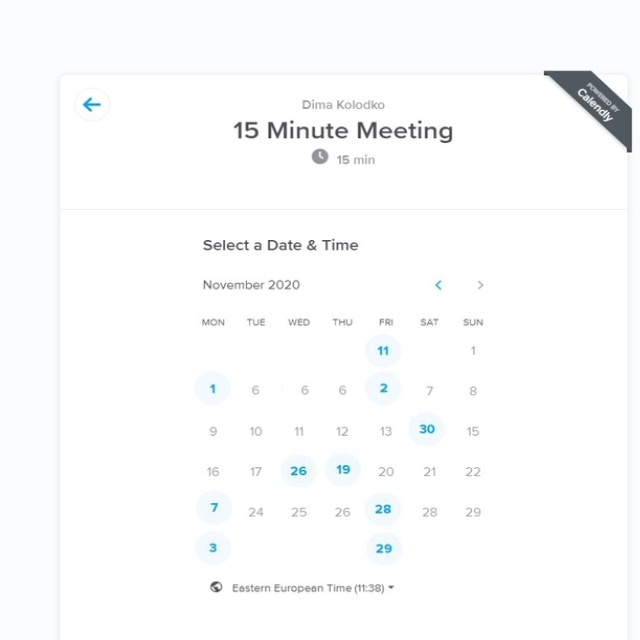 POWERED BY
Calendly
Dima Kolodko
15 Minute Meeting
15 min
Select a Date & Time
November 2020
MON TUE WED THU FRI SAT SUN
11 1
1 6 6 6 2 7 8
9 10 11 12 13 30 15
16 17 26 19 20 21 22
7 24 25 26 28 28 29
3 29
Eastern European Time (11:38)